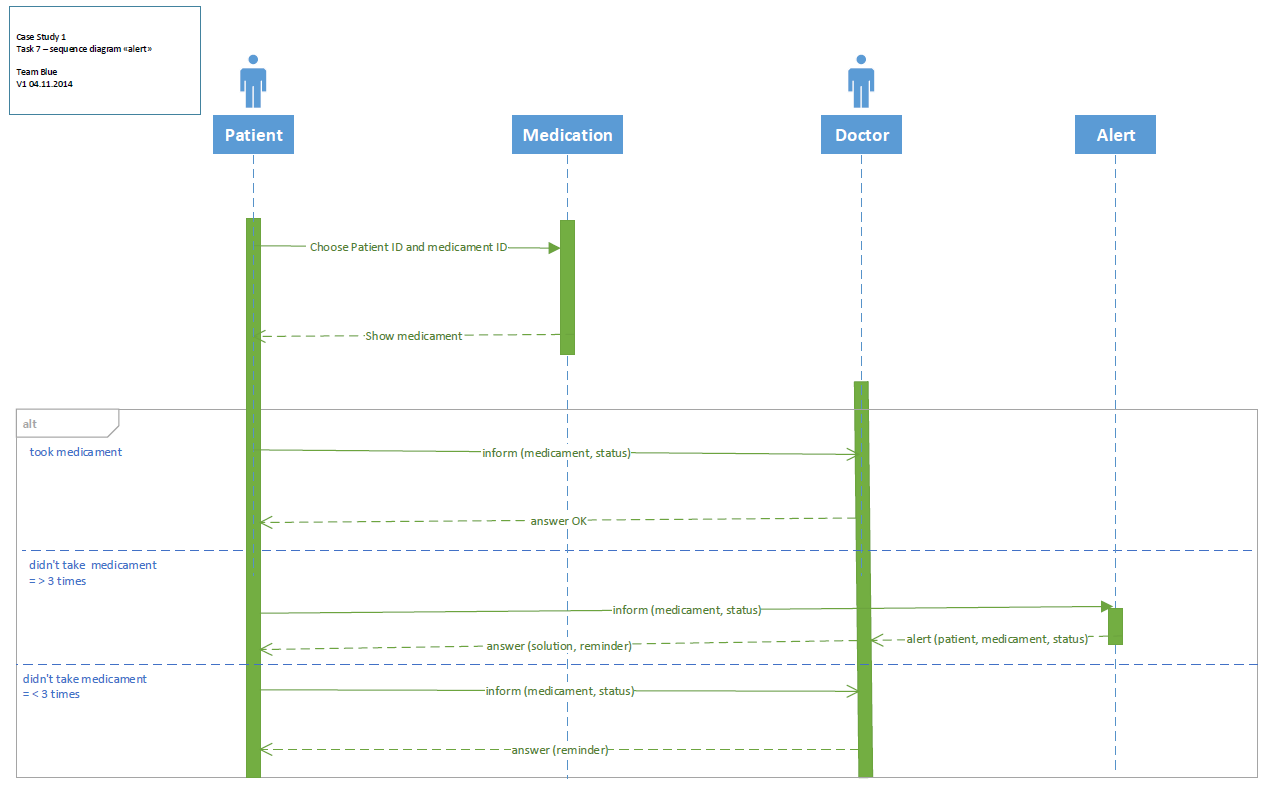 Case Study 1
Task 7 – sequence diagram «alert»
Team Blue
V1 04.11.2014
Patient
Medication
Doctor
Alert
Choose Patient ID and medicament ID
Show medicament
alt
took medicament
inform (medicament, status)
answer OK
didn't take medicament
= > 3 times
inform (medicament, status)
alert (patient, medicament, status)
answer (solution, reminder)
didn't take medicament
= < 3 times
inform (medicament, status)
answer (reminder)